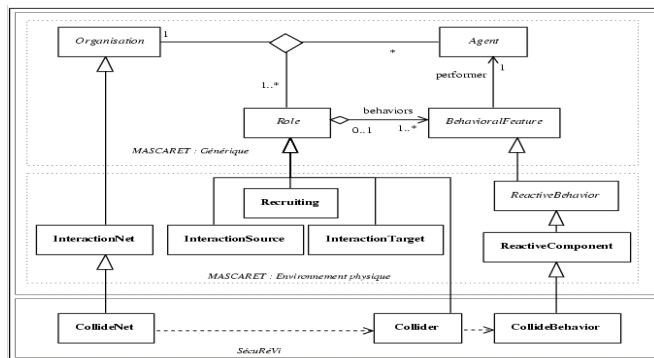 Organisation
1
*
Agent
performer
1
1..*
Role
behaviors
0..1
1..*
BehavioralFeature
MASCARET : Générique
Recruiting
ReactiveBehavior
InteractionNet
InteractionSource
InteractionTarget
ReactiveComponent
MASCARET : Environnement physique
CollideNet
Collider
CollideBehavior
SécuRéVi